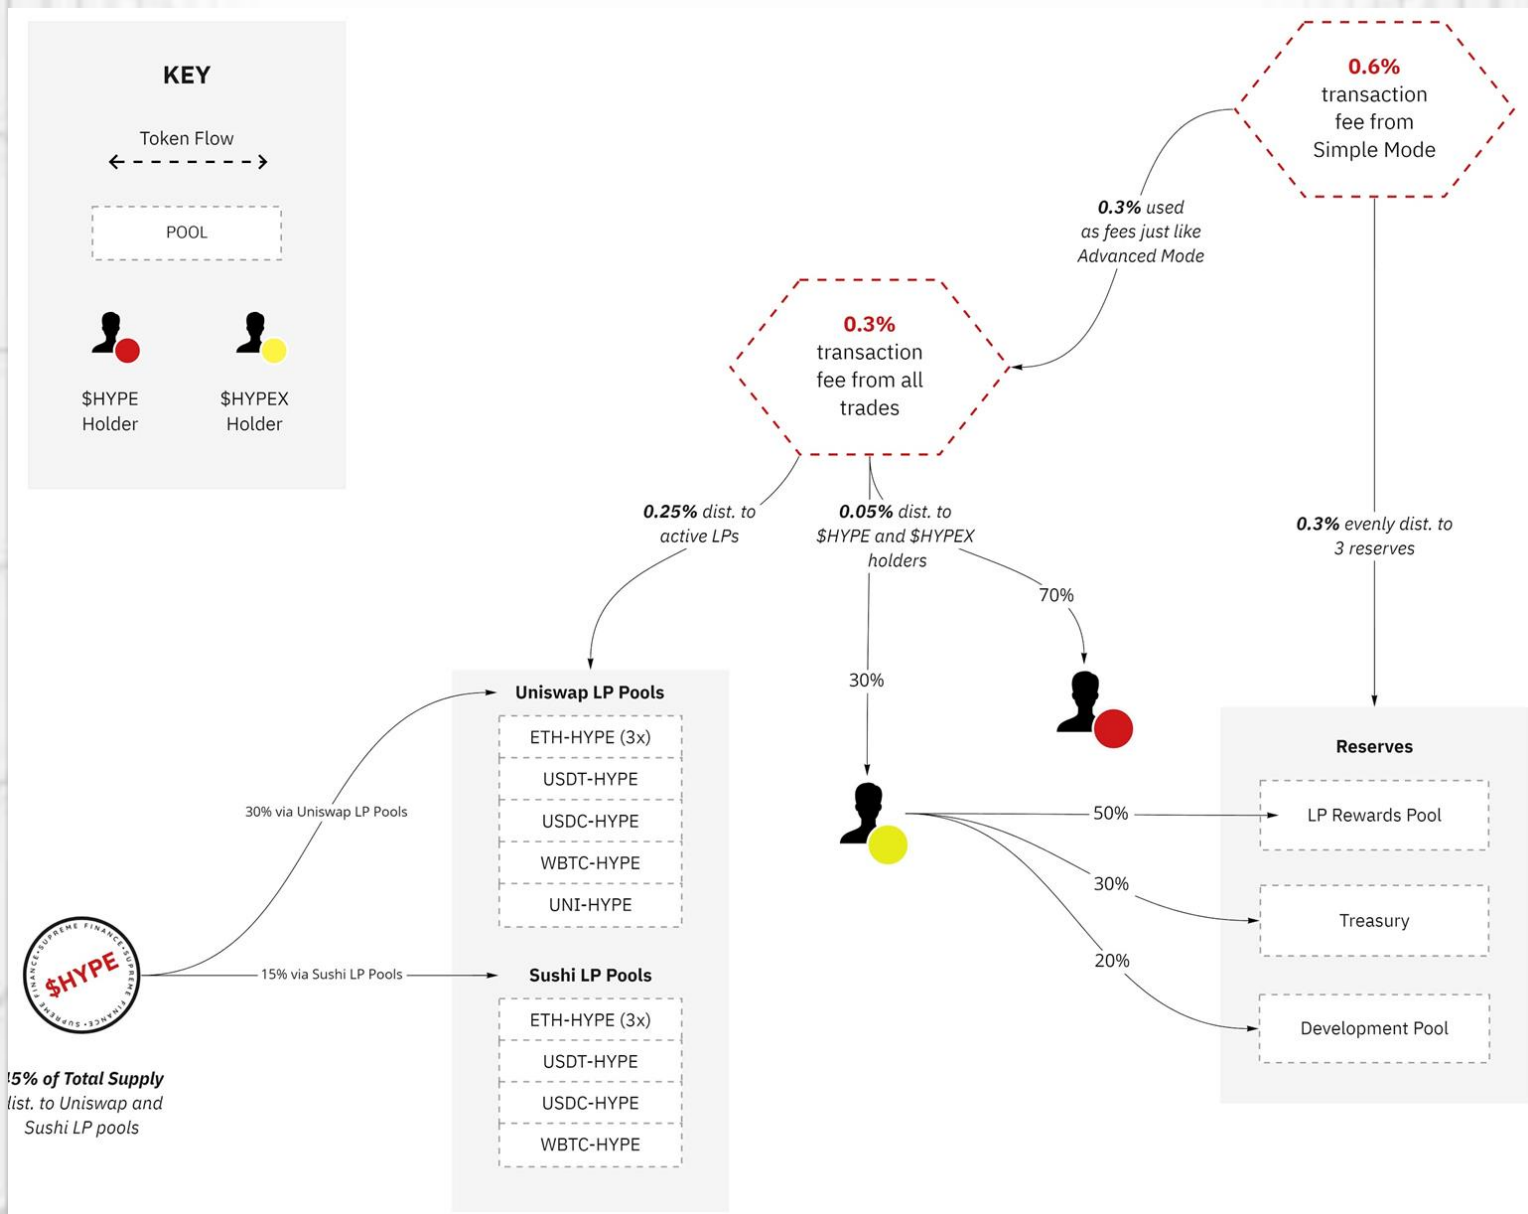 KEY
Token Flow
POOL
$HYPE
Holder
$HYPEX
Holder
0.6%
transaction
fee from
Simple Mode
0.3% used
as fees just like
Advanced Mode
0.3%
transaction
fee from all
trades
0.25% dist. to
active LPs
0.05% dist. to
$HYPE and $HYPEX
holders
0.3% evenly dist. to
3 reserves
70%
30%
Uniswap LP Pools
ETH-HYPE (3x)
USDT-HYPE
USDC-HYPE
WBTC-HYPE
UNI-HYPE
30% via Uniswap LP Pools
15% via Sushi LP Pools
Sushi LP Pools
ETH-HYPE (3x)
USDT-HYPE
USDC-HYPE
WBTC-HYPE
Reserves
50%
LP Rewards Pool
30%
Treasury
20%
Development Pool
SUPREME FINANCE•SUPREME FINANCE•SUPREME FINANCE•
$HYPE
of Total Supply
to Uniswap and
Sushi LP pools